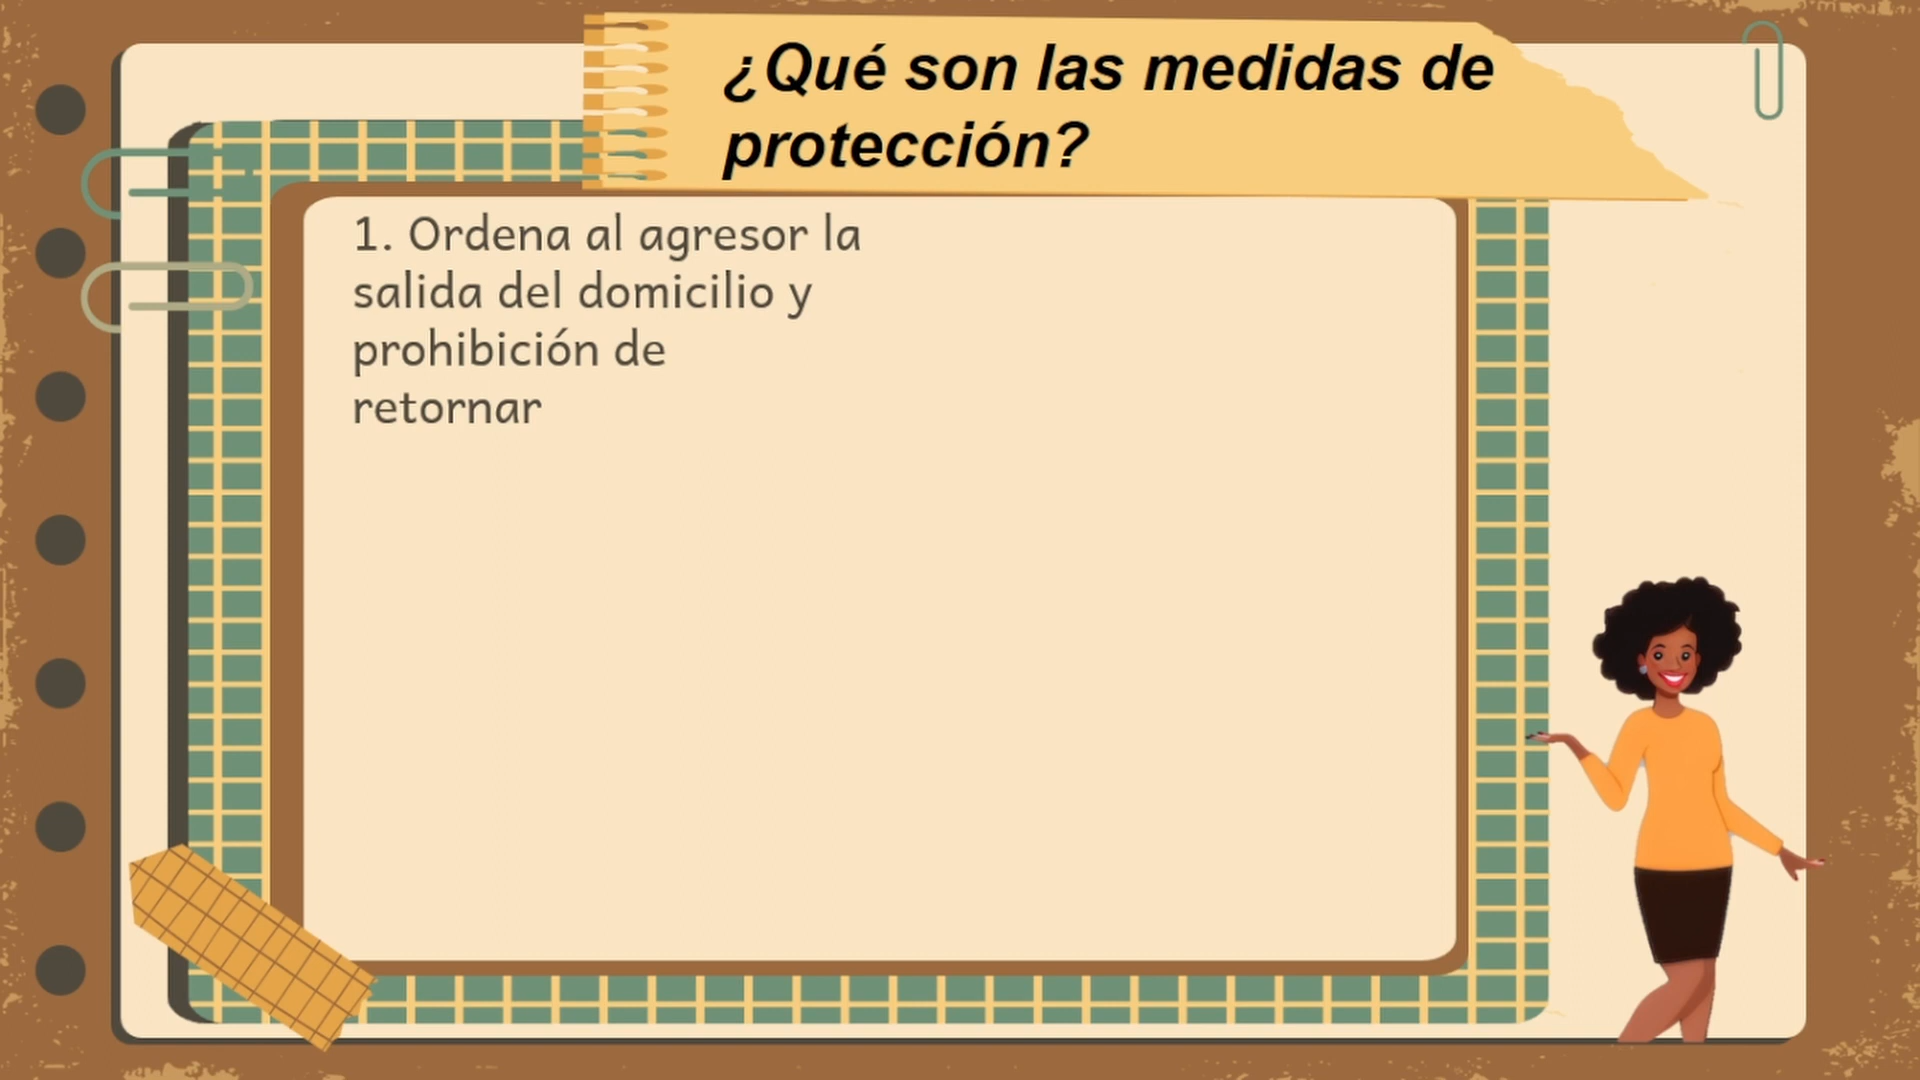 ¿Qué son las medidas de
protección?
1. Ordena al agresor la
salida del domicilio y
prohibición de
retornar